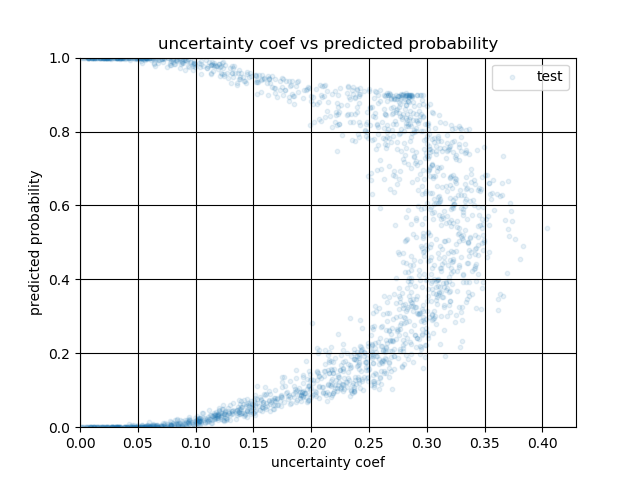 uncertainty coef vs predicted probability
test
predicted probability
1.0
0.8
0.6
0.4
0.2
0.0
0.00 0.05 0.10 0.15 0.20 0.25 0.30 0.35 0.40
uncertainty coef